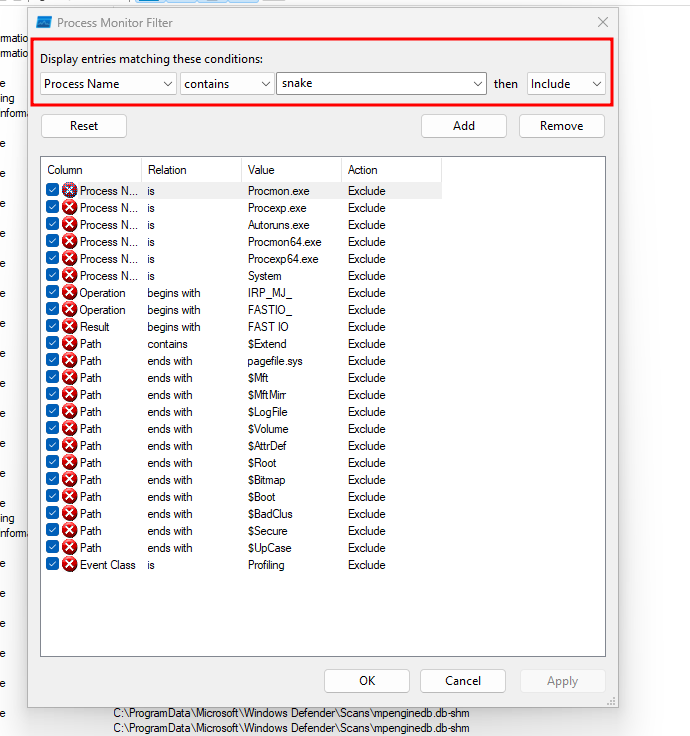 Process Monitor Filter
rmatio
rmatio
Display entries matching these conditions:
e
Process Name contains snake then Include
ing
informa
Reset Add Remove
e
Column Relation Value Action
e
Process N... is Procmon.exe Exclude
e
Process N... is Procexp.exe Exclude
Process N... is Autoruns.exe Exclude
e
Process N... is Procmon64.exe Exclude
Process N... is Procexp64.exe Exclude
e
Process N... is System Exclude
e
Operation begins with IRP_MJ_ Exclude
Operation begins with FASTIO_ Exclude
e
Result begins with FAST IO Exclude
Path contains $Extend Exclude
e
Path ends with pagefile.sys Exclude
e
Path ends with $Mft Exclude
Path ends with $MftMirr Exclude
e
Path ends with $LogFile Exclude
Path ends with $Volume Exclude
e
Path ends with $AttrDef Exclude
Path ends with $Root Exclude
e
Path ends with $Bitmap Exclude
Path ends with $Boot Exclude
e
Path ends with $BadClus Exclude
ing
Path ends with $Secure Exclude
informa
Path ends with $UpCase Exclude
e
Event Class is Profiling Exclude
e
e
e
e
OK Cancel Apply
e
C:\ProgramData\Microsoft\Windows Defender\Scans\mpenginedb.db-shm
C:\ProgramData\Microsoft\Windows Defender\Scans\mpenginedb.db-shm